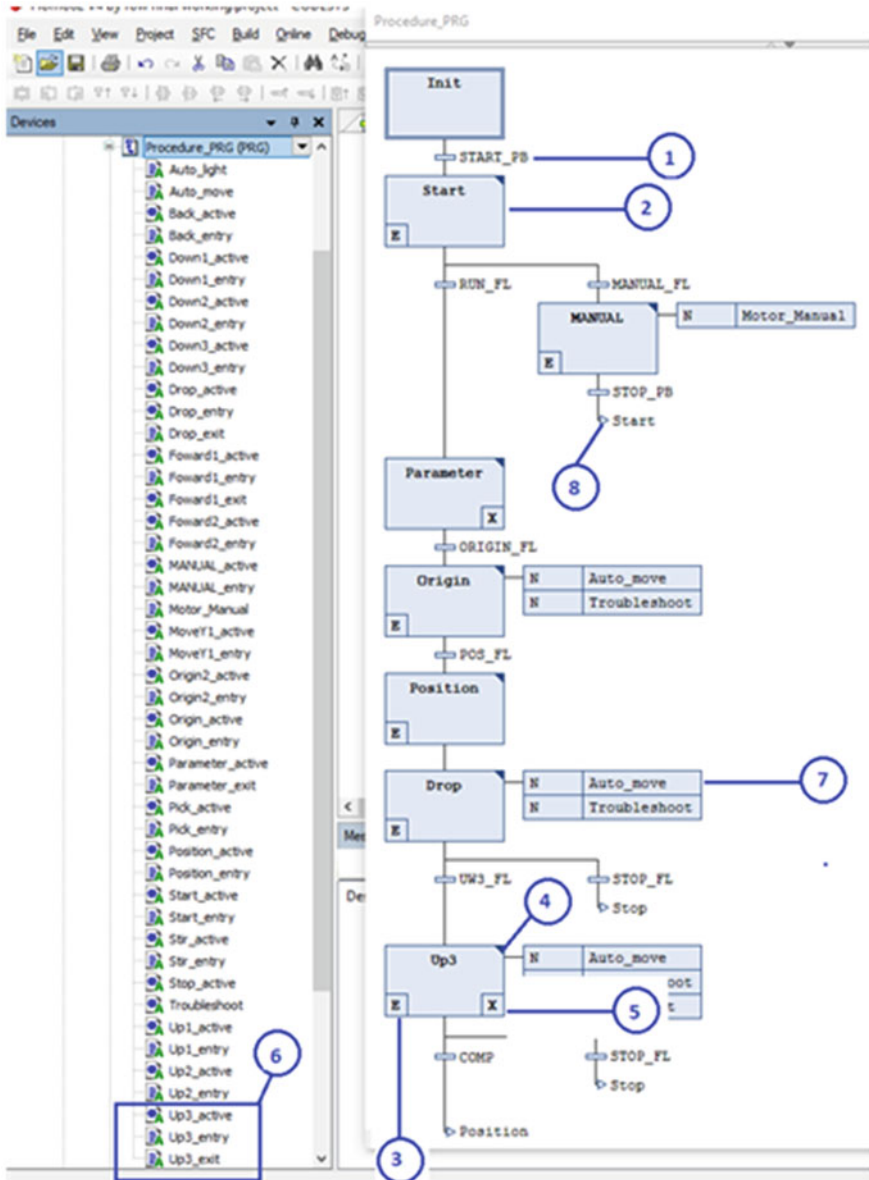 File Edit View Project SFC Build Online Debug
Devices
Procedure_PRG (PRG)
Auto_light
Auto_move
Back_active
Back_entry
Down1_active
Down1_entry
Down2_active
Down2_entry
Down3_active
Down3_entry
Drop_active
Drop_entry
Drop_exit
Foward1_active
Foward1_entry
Foward1_exit
Foward2_active
Foward2_entry
MANUAL_active
MANUAL_entry
Motor_Manual
MoveY1_active
MoveY1_entry
Origin2_active
Origin2_entry
Origin_active
Origin_entry
Parameter_active
Parameter_exit
Pick_active
Pick_entry
Position_active
Position_entry
Start_active
Start_entry
Stir_active
Stir_entry
Stop_active
Troubleshoot
Up1_active
Up1_entry
Up2_active
Up2_entry
6
Up3_active
Up3_entry
Up3_exit
Procedure_PRG
Init
START_PB 1
Start 2
E
RUN_FL MANUAL_FL
MANUAL N Motor_Manual
E
STOP_PB
Start
8
Parameter
X
ORIGIN_FL
Origin N Auto_move
N Troubleshoot
E
POS_FL
Position
E
Drop N Auto_move 7
N Troubleshoot
E
UW3_FL STOP_FL
Stop
4
Up3 N Auto_move
oot
E X t 5
COMP STOP_FL
Stop
Position
3